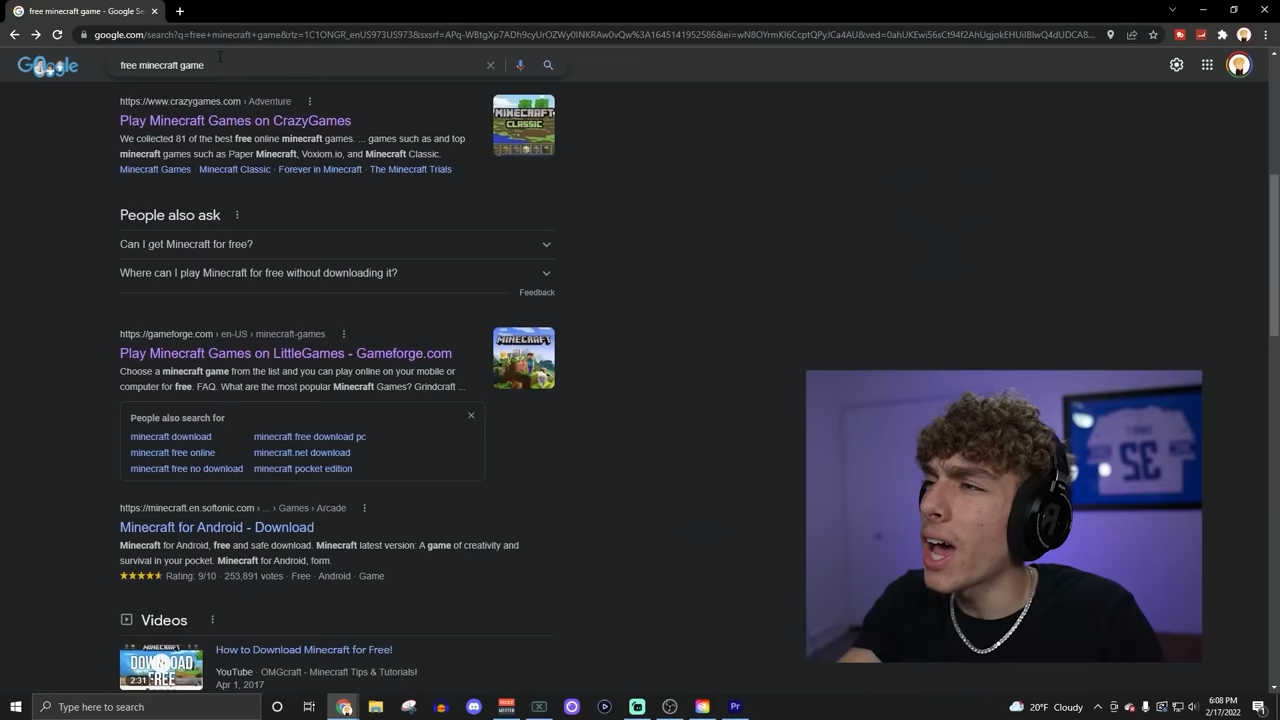 free minecraft game - Google Se
google.com/search?q=free+minecraft+game&rlz=1C1ONGR_enUS973US973&sxsrf=APq-WBtgXp7ADh9cyUrOZWy0INKRAw0vQw%3A1645141952586&ei=wN8OYrmKI6CcptQPyJCa4AU&ved=0ahUKEwi56sCt94f2AhUgjokEHUiIBlwQ4dUDCA8...
Google
free minecraft game
https://www.crazygames.com › Adventure
Play Minecraft Games on CrazyGames
We collected 81 of the best free online minecraft games. ... games such as and top
minecraft games such as Paper Minecraft, Voxiom.io, and Minecraft Classic.
Minecraft Games · Minecraft Classic · Forever in Minecraft · The Minecraft Trials
MINECRAFT
CLASSIC
People also ask
Can I get Minecraft for free?
Where can I play Minecraft for free without downloading it?
Feedback
https://gameforge.com › en-US › minecraft-games
Play Minecraft Games on LittleGames - Gameforge.com
Choose a minecraft game from the list and you can play online on your mobile or
computer for free. FAQ. What are the most popular Minecraft Games? Grindcraft ...
MINECRAFT
People also search for
minecraft download
minecraft free download pc
minecraft free online
minecraft.net download
minecraft free no download
minecraft pocket edition
https://minecraft.en.softonic.com › ... › Games › Arcade
Minecraft for Android - Download
Minecraft for Android, free and safe download. Minecraft latest version: A game of creativity and
survival in your pocket. Minecraft for Android, form.
Rating: 9/10 · 253,891 votes · Free · Android · Game
Videos
How to Download Minecraft for Free!
YouTube · OMGcraft - Minecraft Tips & Tutorials!
Apr 1, 2017
MINECRAFT
DOWNLOAD
FREE
2:31
32
Type here to search
Pr
20°F Cloudy
6:08 PM
2/17/2022